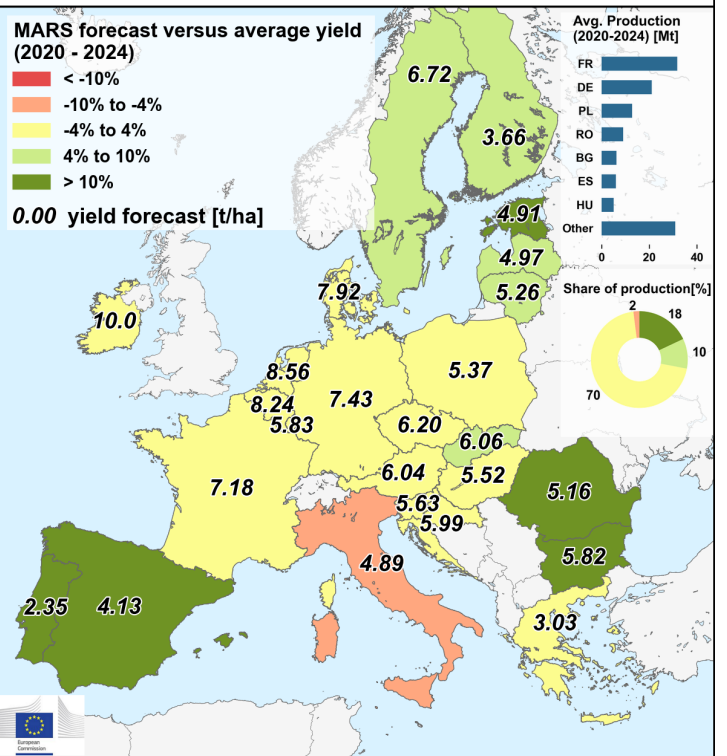 MARS forecast versus average yield
(2020 - 2024)
< -10%
-10% to -4%
-4% to 4%
4% to 10%
> 10%
0.00 yield forecast [t/ha]
Avg. Production
(2020-2024) [Mt]
FR
DE
PL
RO
BG
ES
HU
Other
0 20 40
Share of production[%]
2
18
10
70
6.72
3.66
4.91
4.97
5.26
7.92
10.0
8.56
8.24
5.83
7.43
5.37
6.20
6.06
6.04
5.52
7.18
5.63
5.99
5.16
5.82
4.89
2.35
4.13
3.03
European
Commission